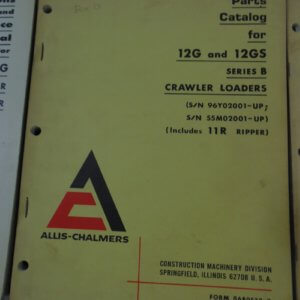 Parts
Catalog
for
12G and 12GS
SERIES B
CRAWLER LOADERS
(S/N 96Y02001-UP;
S/N 55M02001-UP)
(Includes 11R RIPPER)
ALLIS-CHALMERS
CONSTRUCTION MACHINERY DIVISION
SPRINGFIELD, ILLINOIS 62708 U. S. A.
FORM